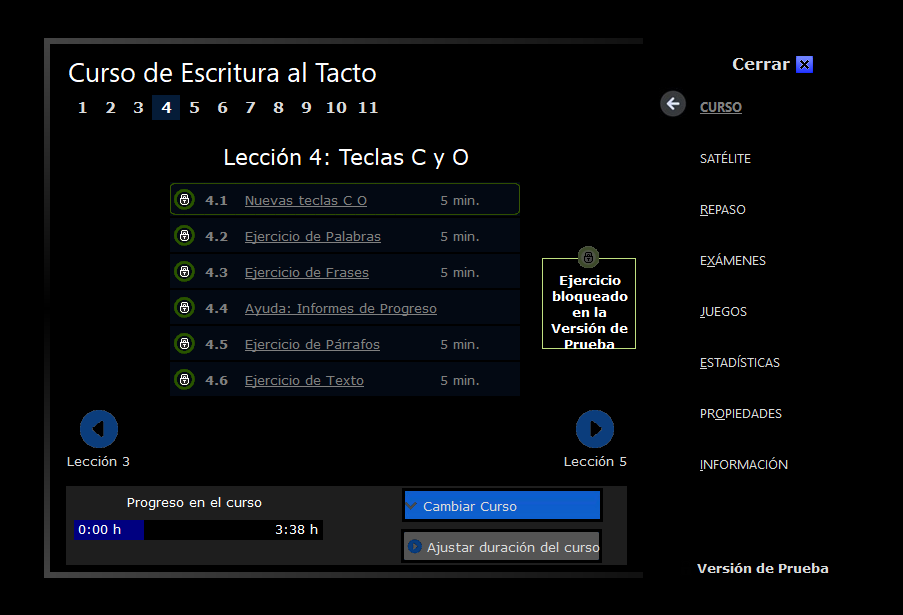 Curso de Escritura al Tacto
1 2 3 4 5 6 7 8 9 10 11
Lección 4: Teclas C y O
4.1 Nuevas teclas C O 5 min.
4.2 Ejercicio de Palabras 5 min.
4.3 Ejercicio de Frases 5 min.
4.4 Ayuda: Informes de Progreso
4.5 Ejercicio de Párrafos 5 min.
4.6 Ejercicio de Texto 5 min.
Ejercicio
bloqueado
en la
Versión de
Prueba
Lección 3
Lección 5
Progreso en el curso
0:00 h 3:38 h
Cambiar Curso
Ajustar duración del curso
Cerrar
CURSO
SATÉLITE
REPASO
EXÁMENES
JUEGOS
ESTADÍSTICAS
PROPIEDADES
INFORMACIÓN
Versión de Prueba